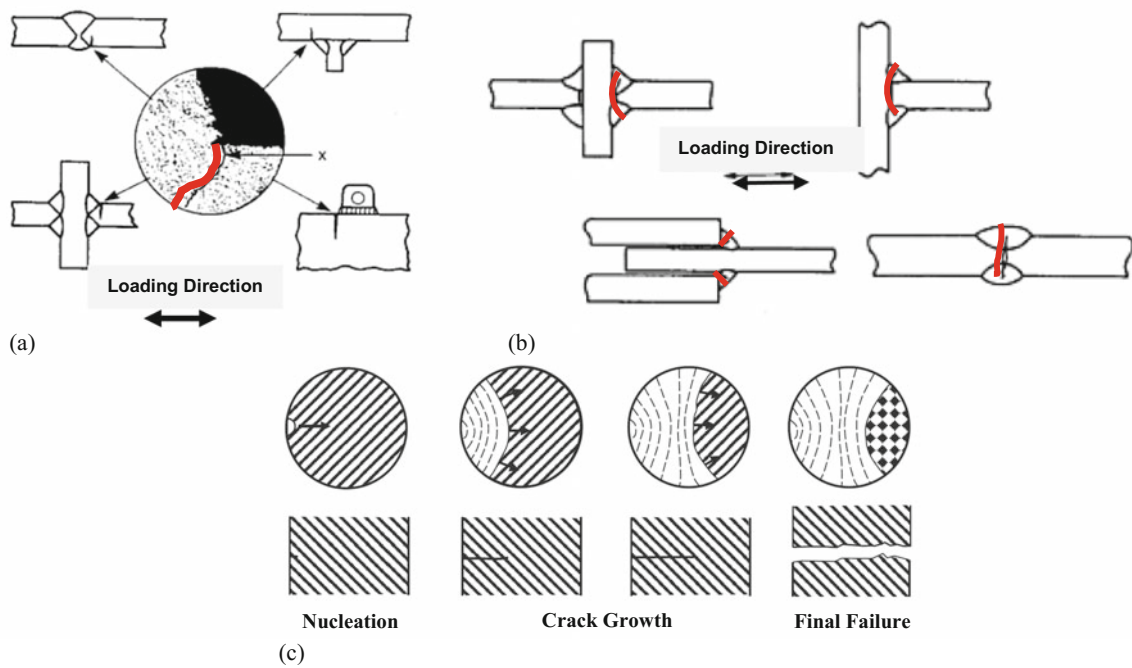 x
Loading Direction
(a)
Loading Direction
(b)
Nucleation
Crack Growth
Final Failure
(c)